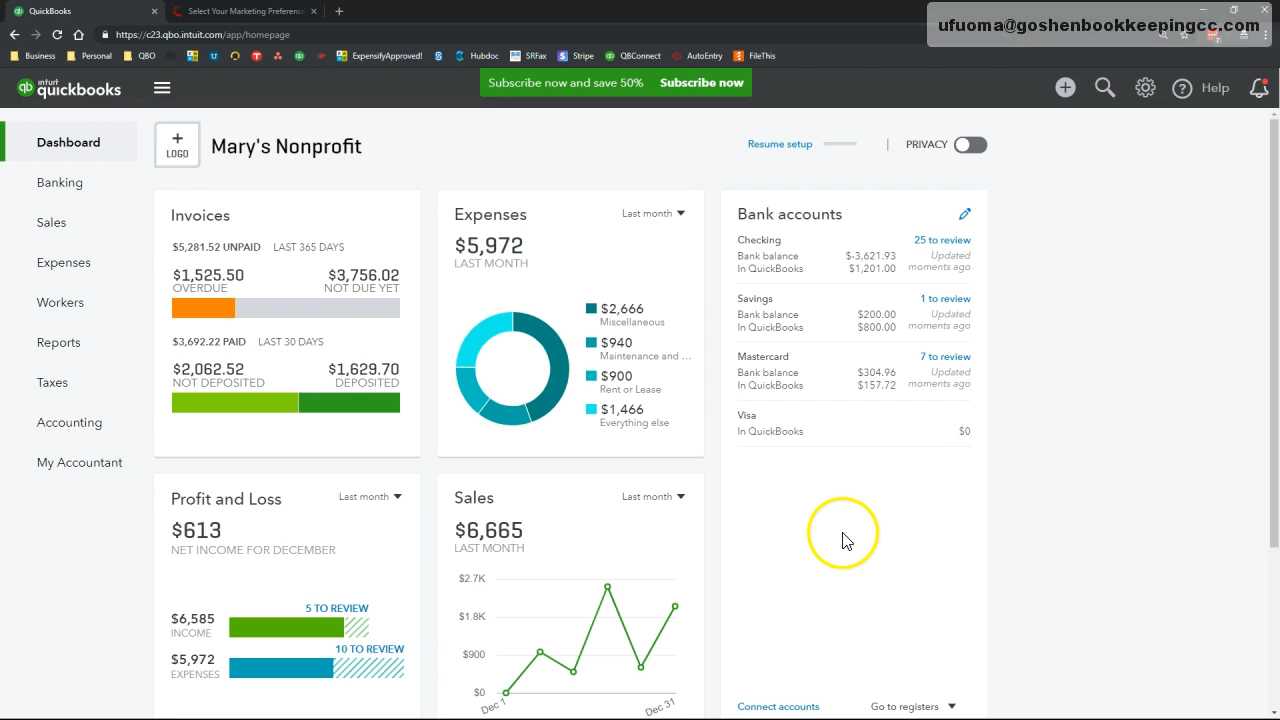 QuickBooks
Select Your Marketing Preferenc
ufuoma@goshenbookkeepingcc.com
https://c23.qbo.intuit.com/app/homepage
Business
Personal
QBO
ExpensifyApproved!
Hubdoc
SRFax
Stripe
QBConnect
AutoEntry
FileThis
intuit
quickbooks
Subscribe now and save 50% Subscribe now
Help
Dashboard
Banking
Sales
Expenses
Workers
Reports
Taxes
Accounting
My Accountant
+
LOGO
Mary's Nonprofit
Resume setup
PRIVACY
Invoices
$5,281.52 UNPAID LAST 365 DAYS
$1,525.50 $3,756.02
OVERDUE NOT DUE YET
$3,692.22 PAID LAST 30 DAYS
$2,062.52 $1,629.70
NOT DEPOSITED DEPOSITED
Expenses Last month
$5,972
LAST MONTH
$2,666
Miscellaneous
$940
Maintenance and ...
$900
Rent or Lease
$1,466
Everything else
Bank accounts
Checking 25 to review
Bank balance $-3,621.93 Updated
In QuickBooks $1,201.00 moments ago
Savings 1 to review
Bank balance $200.00 Updated
In QuickBooks $800.00 moments ago
Mastercard 7 to review
Bank balance $304.96 Updated
In QuickBooks $157.72 moments ago
Visa
In QuickBooks $0
Connect accounts Go to registers
Profit and Loss Last month
$613
NET INCOME FOR DECEMBER
5 TO REVIEW
$6,585
INCOME
10 TO REVIEW
$5,972
EXPENSES
Sales Last month
$6,665
LAST MONTH
$2.7K
$1.8K
$900
$0
Dec 1 Dec 31